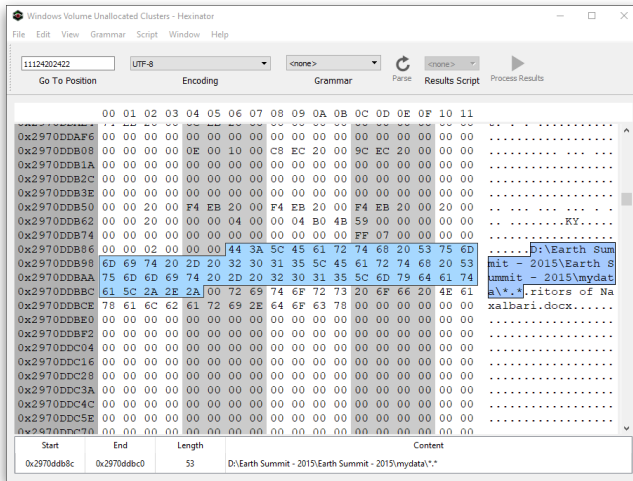 Windows Volume Unallocated Clusters - Hexinator
File Edit View Grammar Script Window Help
11124202422 UTF-8 <none> <none>
Go To Position Encoding Grammar Parse Results Script Process Results
00 01 02 03 04 05 06 07 08 09 0A 0B 0C 0D 0E 0F 10 11
0x2970DDAF6 00 00 00 00 00 00 00 00 00 00 00 00 00 00 00 00 00 00 ..................
0x2970DDB08 00 00 00 00 0E 00 10 00 C8 EC 20 00 9C EC 20 00 00 00
0x2970DDB1A 00 00 00 00 00 00 00 00 00 00 00 00 00 00 00 00 00 00 ..................
0x2970DDB2C 00 00 00 00 00 00 00 00 00 00 00 00 00 00 00 00 00 00 ..................
0x2970DDB3E 00 00 00 00 00 00 00 00 00 00 00 00 00 00 00 00 00 00 ..................
0x2970DDB50 00 00 20 00 F4 EB 20 00 F4 EB 20 00 F4 EB 20 00 20 00
0x2970DDB62 00 00 20 00 00 00 04 00 00 04 B0 4B 59 00 00 00 00 00 KY.....
0x2970DDB74 00 00 00 00 00 00 00 00 00 00 00 00 FF 07 00 00 00 00
0x2970DDB86 00 00 02 00 00 00 44 3A 5C 45 61 72 74 68 20 53 75 6D ......D:\Earth Sum
0x2970DDB98 6D 69 74 20 2D 20 32 30 31 35 5C 45 61 72 74 68 20 53 mit - 2015\Earth S
0x2970DDBAA 75 6D 6D 69 74 20 2D 20 32 30 31 35 5C 6D 79 64 61 74 ummit - 2015\mydat
0x2970DDBBC 61 5C 2A 2E 2A 00 72 69 74 6F 72 73 20 6F 66 20 4E 61 a\*.*.ritors of Na
0x2970DDBCE 78 61 6C 62 61 72 69 2E 64 6F 63 78 00 00 00 00 00 00 xalbari.docx......
0x2970DDBE0 00 00 00 00 00 00 00 00 00 00 00 00 00 00 00 00 00 00 ..................
0x2970DDBF2 00 00 00 00 00 00 00 00 00 00 00 00 00 00 00 00 00 00 ..................
0x2970DDC04 00 00 00 00 00 00 00 00 00 00 00 00 00 00 00 00 00 00 ..................
0x2970DDC16 00 00 00 00 00 00 00 00 00 00 00 00 00 00 00 00 00 00 ..................
0x2970DDC28 00 00 00 00 00 00 00 00 00 00 00 00 00 00 00 00 00 00 ..................
0x2970DDC3A 00 00 00 00 00 00 00 00 00 00 00 00 00 00 00 00 00 00 ..................
0x2970DDC4C 00 00 00 00 00 00 00 00 00 00 00 00 00 00 00 00 00 00 ..................
0x2970DDC5E 00 00 00 00 00 00 00 00 00 00 00 00 00 00 00 00 00 00 ..................
0x2970DDC70 00 00 00 00 00 00 00 00 00 00 00 00 00 00 00 00 00 00
Start End Length Content
0x2970ddb8c 0x2970ddbc0 53 D:\Earth Summit - 2015\Earth Summit - 2015\mydata\*.*